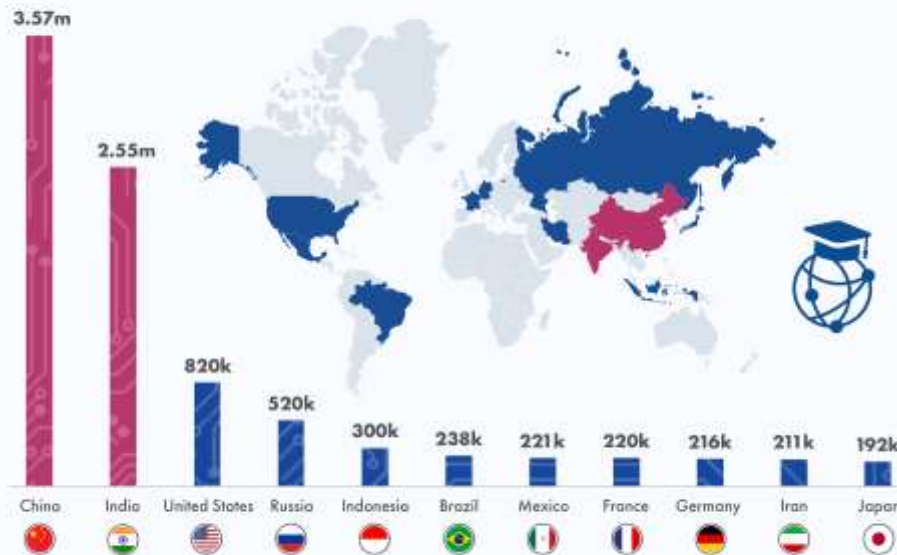 3.57m
2.55m
820k
520k
300k
238k
221k
220k
216k
211k
192k
China
India
United States
Russia
Indonesia
Brazil
Mexico
France
Germany
Iran
Japan